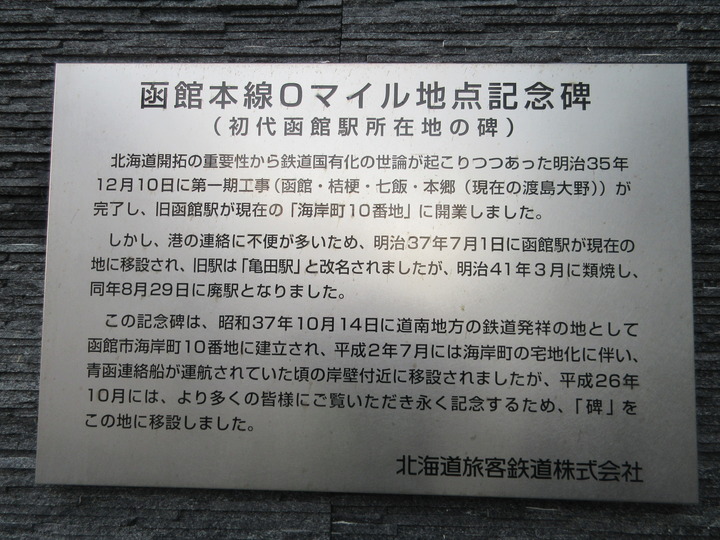 函館本線0マイル地点記念碑
(初代函館駅所在地の碑)
北海道開拓の重要性から鉄道国有化の世論が起こりつつあった明治35年
12月10日に第一期工事(函館・桔梗・七飯・本郷(現在の渡島大野))が
完了し、旧函館駅が現在の「海岸町10番地」に開業しました。
しかし、港の連絡に不便が多いため、明治37年7月1日に函館駅が現在の
地に移設され、旧駅は「亀田駅」と改名されましたが、明治41年3月に類焼し、
同年8月29日に廃駅となりました。
この記念碑は、昭和37年10月14日に道南地方の鉄道発祥の地として
函館市海岸町10番地に建立され、平成2年7月には海岸町の宅地化に伴い、
青函連絡船が運航されていた頃の岸壁付近に移設されましたが、平成26年
10月には、より多くの皆様にご覧いただき永く記念するため、「碑」を
この地に移設しました。
北海道旅客鉄道株式会社